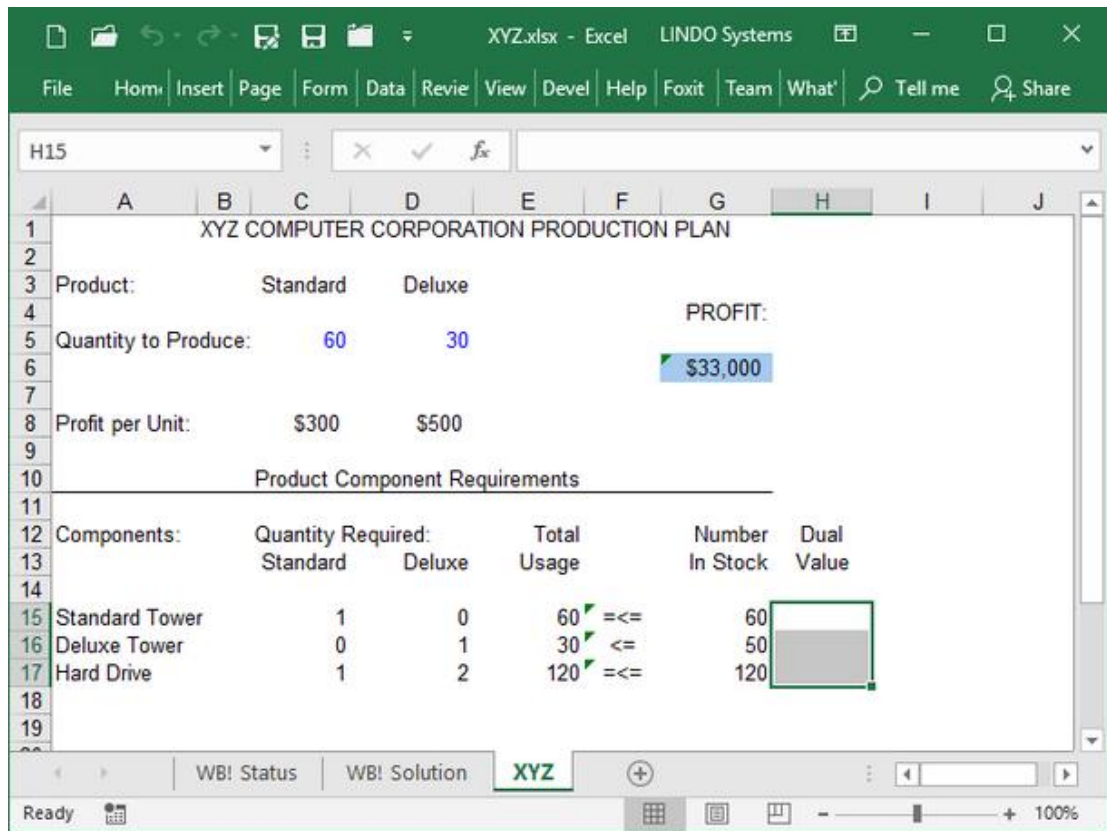 XYZ.xlsx - Excel LINDO Systems
File Hom Insert Page Form Data Revie View Devel Help Foxit Team What' Tell me Share
H15 fx
A B C D E F G H I J
1 XYZ COMPUTER CORPORATION PRODUCTION PLAN
2
3 Product: Standard Deluxe
4 PROFIT:
5 Quantity to Produce: 60 30
6 $33,000
7
8 Profit per Unit: $300 $500
9
10 Product Component Requirements
11
12 Components: Quantity Required: Total Number Dual
13 Standard Deluxe Usage In Stock Value
14
15 Standard Tower 1 0 60 =<= 60
16 Deluxe Tower 0 1 30 <= 50
17 Hard Drive 1 2 120 =<= 120
18
19
WB! Status WB! Solution XYZ
Ready 100%